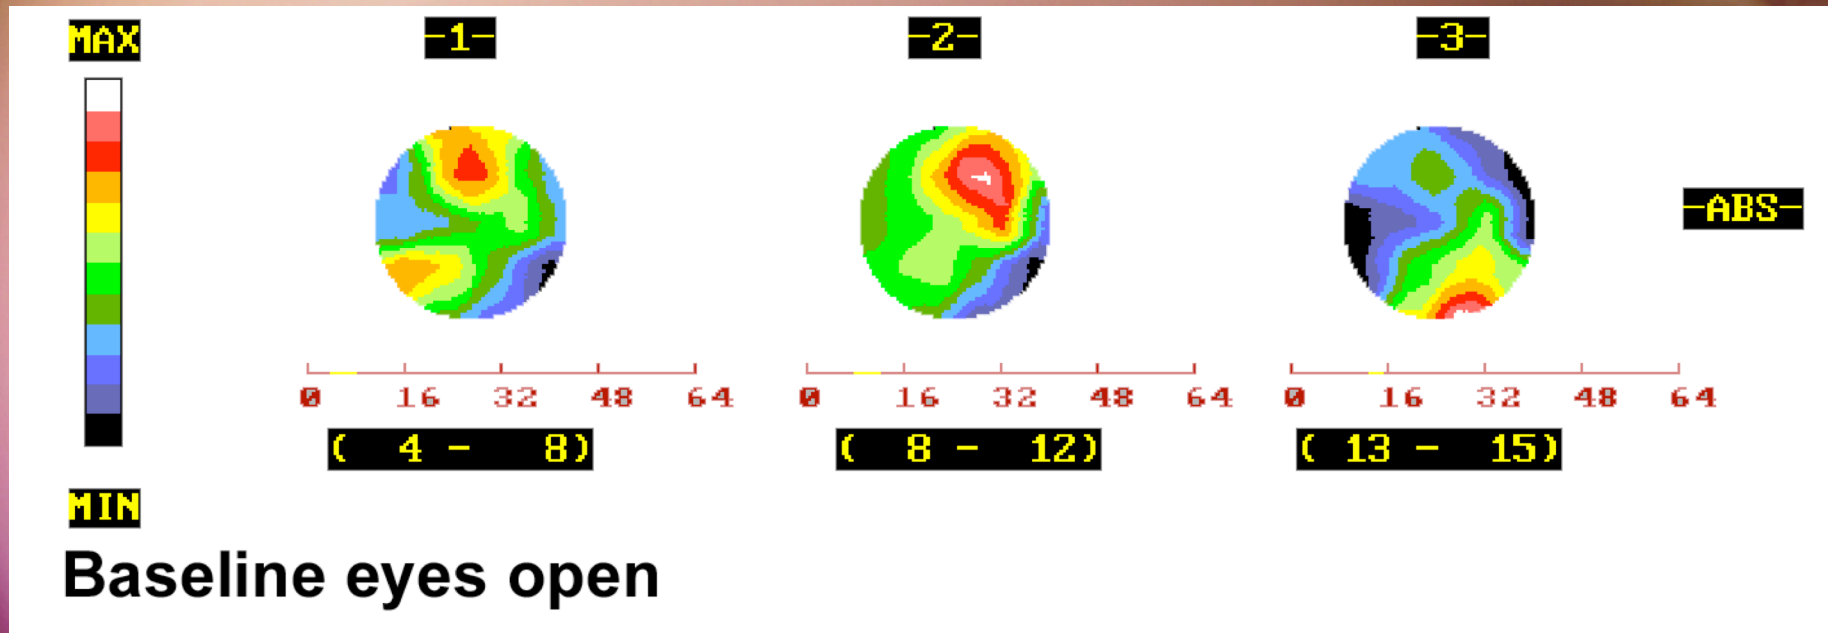 MAX
-1-
-2-
-3-
-ABS-
0 16 32 48 64
0 16 32 48 64
0 16 32 48 64
( 4 - 8)
( 8 - 12)
( 13 - 15)
MIN
Baseline eyes open